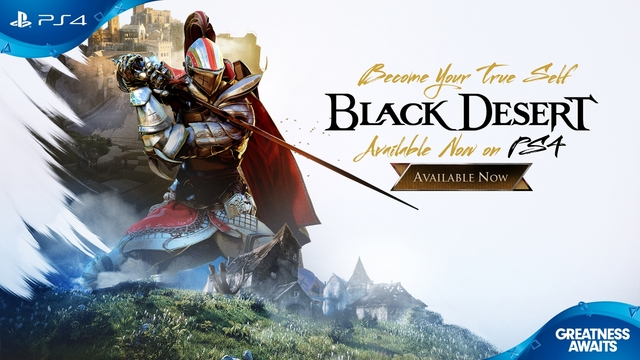 PS4
Become Your True Self
BLACK DESERT
Available Now on PS4
AVAILABLE NOW
GREATNESS
AWAITS